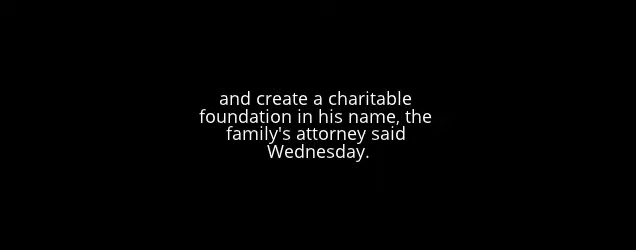 and create a charitable
foundation in his name, the
family's attorney said
Wednesday.